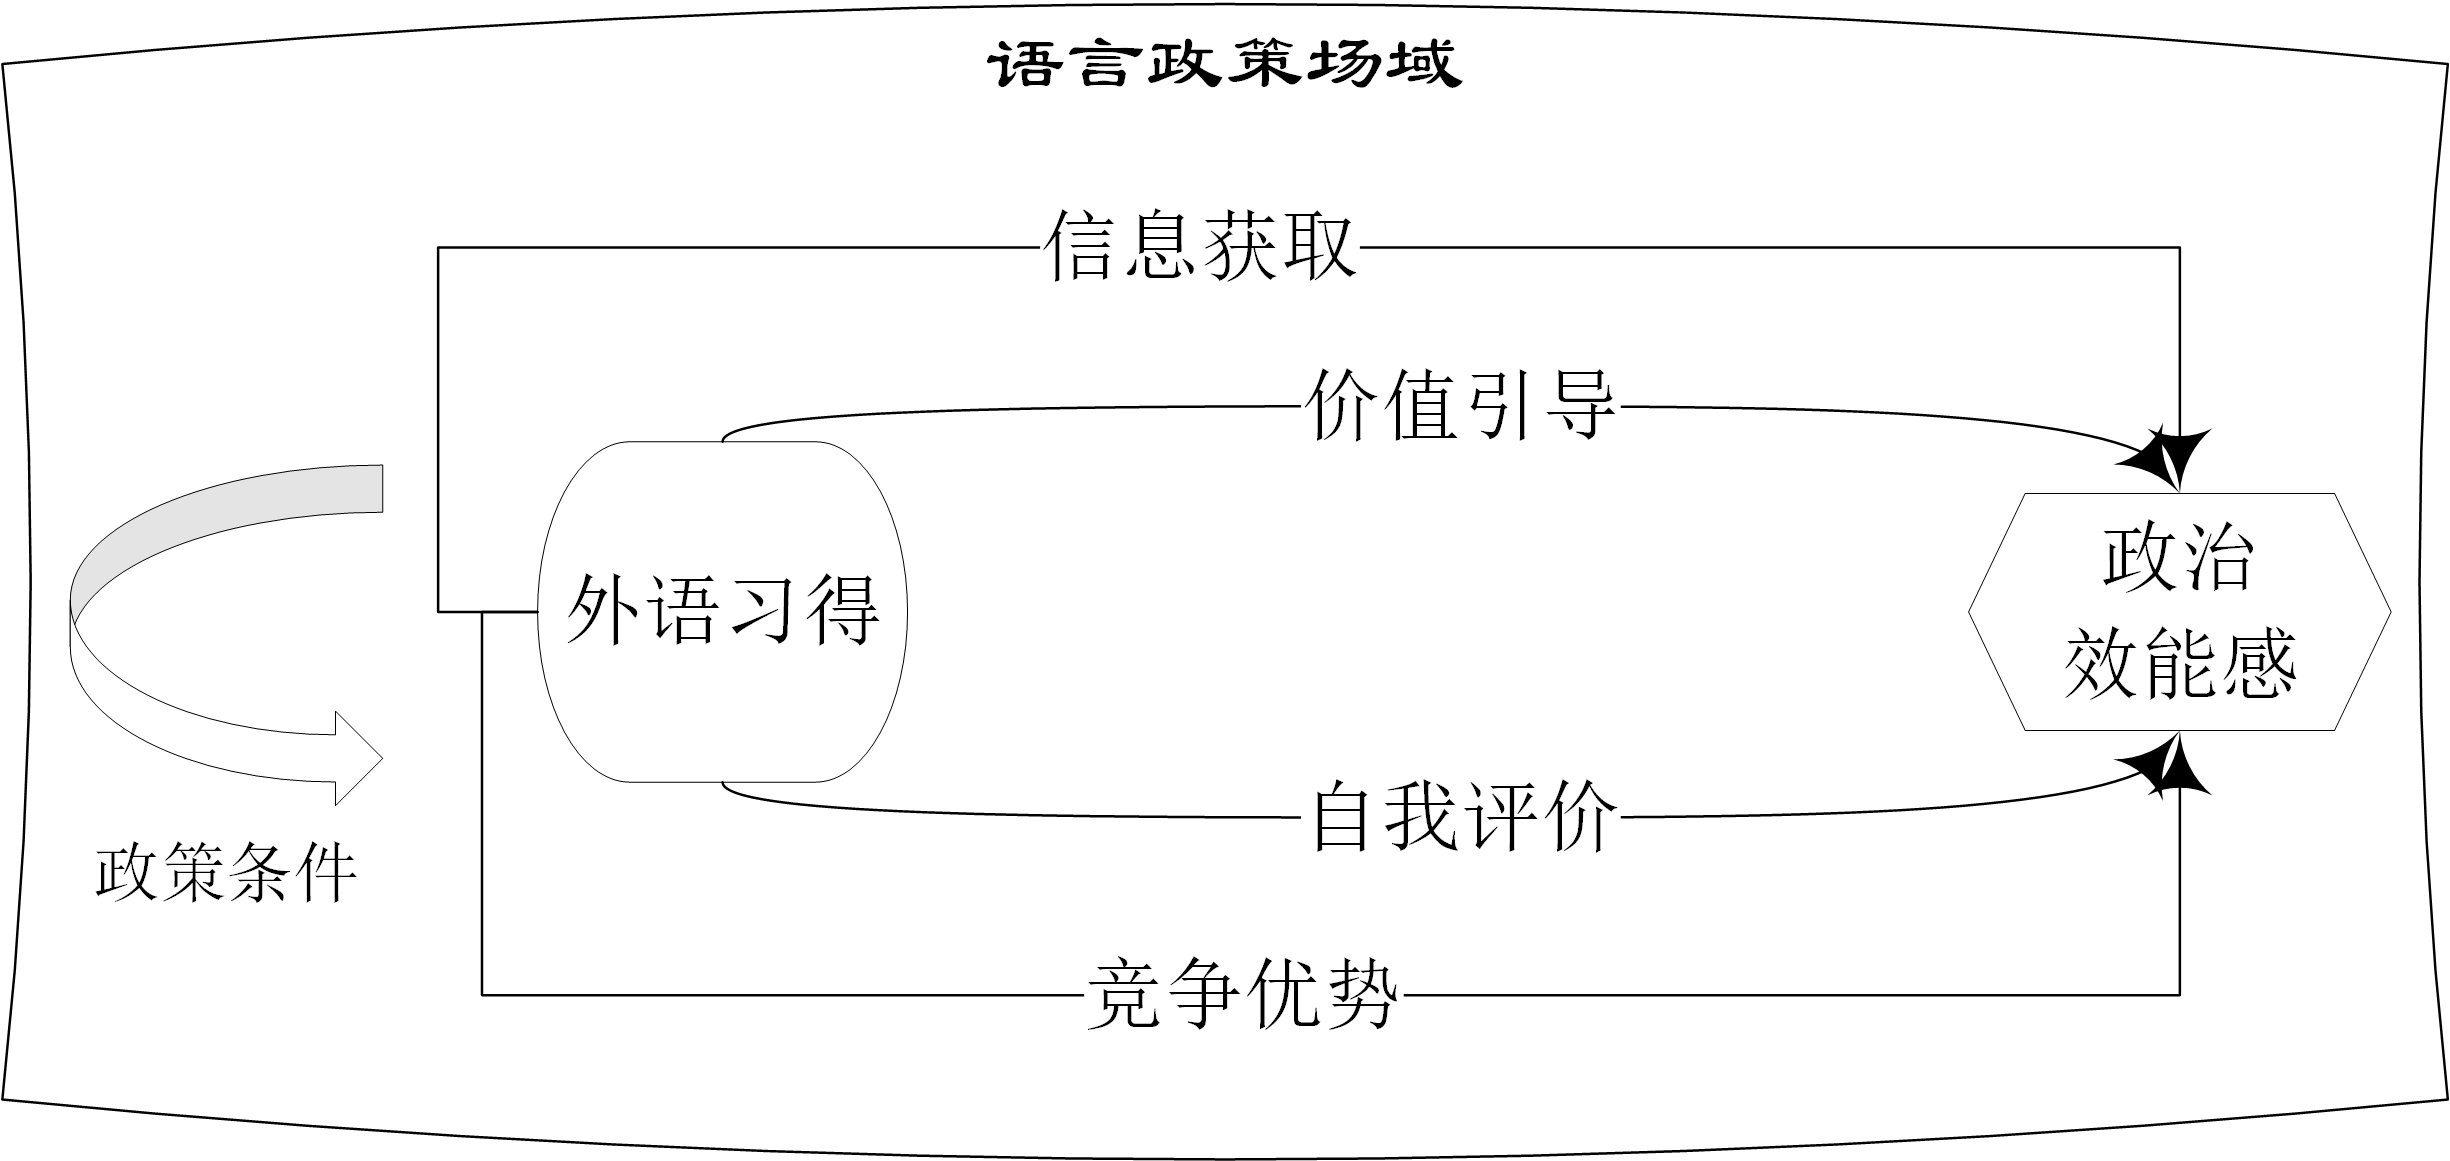 语言政策场域
信息获取
价值引导
外语习得
政治
效能感
自我评价
政策条件
竞争优势